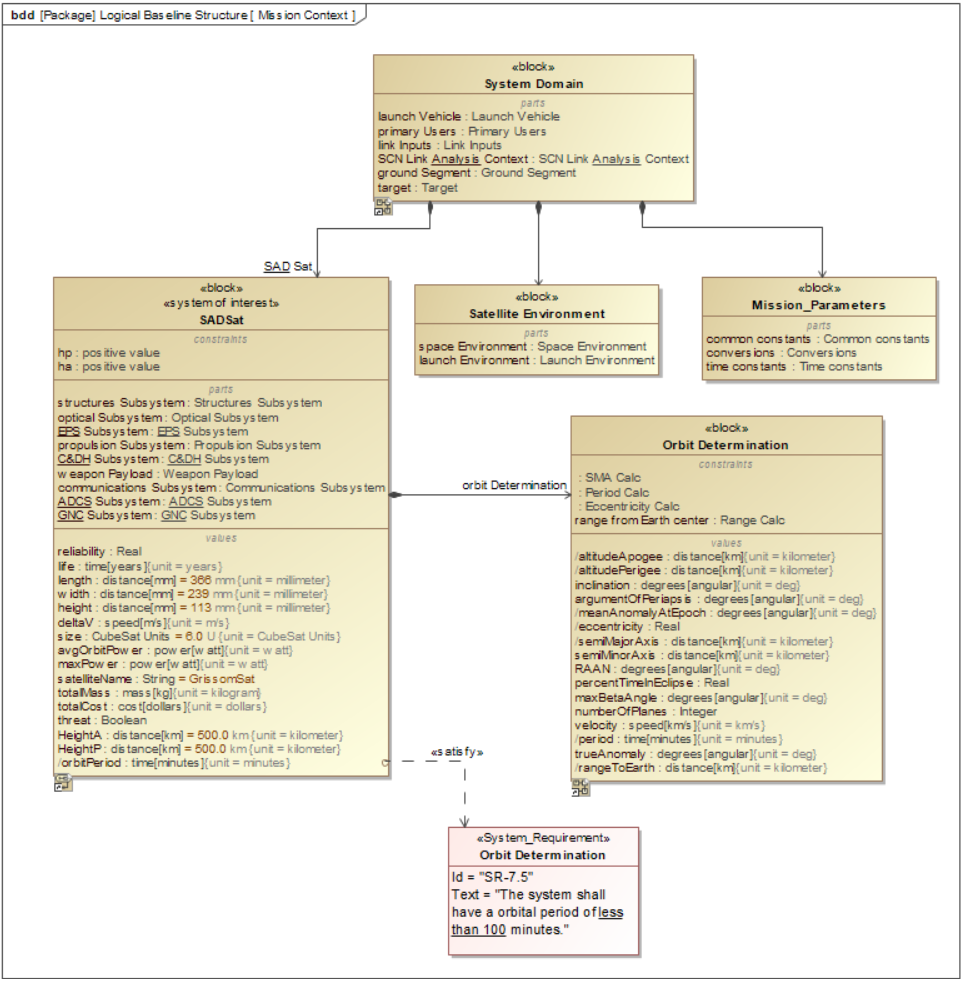 bdd [Package] Logical Baseline Structure [ Mission Context ]
«block»
System Domain
parts
launch Vehicle : Launch Vehicle
primary Users : Primary Users
link Inputs : Link Inputs
SCN Link Analysis Context : SCN Link Analysis Context
ground Segment : Ground Segment
target : Target
SAD Sat
«block»
«system of interest»
SADSat
constraints
hp : positive value
ha : positive value
parts
structures Subsystem : Structures Subsystem
optical Subsystem : Optical Subsystem
EPS Subsystem : EPS Subsystem
propulsion Subsystem : Propulsion Subsystem
C&DH Subsystem : C&DH Subsystem
weapon Payload : Weapon Payload
communications Subsystem : Communications Subsystem
ADCS Subsystem : ADCS Subsystem
GNC Subsystem : GNC Subsystem
values
reliability : Real
life : time[years]{unit = years}
length : distance[mm] = 366 mm {unit = millimeter}
width : distance[mm] = 239 mm {unit = millimeter}
height : distance[mm] = 113 mm {unit = millimeter}
deltaV : speed[m/s]{unit = m/s}
size : CubeSat Units = 6.0 U {unit = CubeSat Units}
avgOrbitPower : power[watt]{unit = watt}
maxPower : power[watt]{unit = watt}
satelliteName : String = GrissomSat
totalMass : mass[kg]{unit = kilogram}
totalCost : cost[dollars]{unit = dollars}
threat : Boolean
HeightA : distance[km] = 500.0 km {unit = kilometer}
HeightP : distance[km] = 500.0 km {unit = kilometer}
/orbitPeriod : time[minutes]{unit = minutes}
«block»
Satellite Environment
parts
space Environment : Space Environment
launch Environment : Launch Environment
«block»
Mission_Parameters
parts
common constants : Common constants
conversions : Conversions
time constants : Time constants
orbit Determination
«block»
Orbit Determination
constraints
: SMA Calc
: Period Calc
: Eccentricity Calc
range from Earth center : Range Calc
values
/altitudeApogee : distance[km]{unit = kilometer}
/altitudePerigee : distance[km]{unit = kilometer}
inclination : degrees[angular]{unit = deg}
argumentOfPeriapsis : degrees[angular]{unit = deg}
/meanAnomalyAtEpoch : degrees[angular]{unit = deg}
/eccentricity : Real
/semiMajorAxis : distance[km]{unit = kilometer}
semiMinorAxis : distance[km]{unit = kilometer}
RAAN : degrees[angular]{unit = deg}
percentTimeInEclipse : Real
maxBetaAngle : degrees[angular]{unit = deg}
numberOfPlanes : Integer
velocity : speed[km/s]{unit = km/s}
/period : time[minutes]{unit = minutes}
trueAnomaly : degrees[angular]{unit = deg}
/rangeToEarth : distance[km]{unit = kilometer}
«satisfy»
«System_Requirement»
Orbit Determination
Id = "SR-7.5"
Text = "The system shall
have a orbital period of less
than 100 minutes."